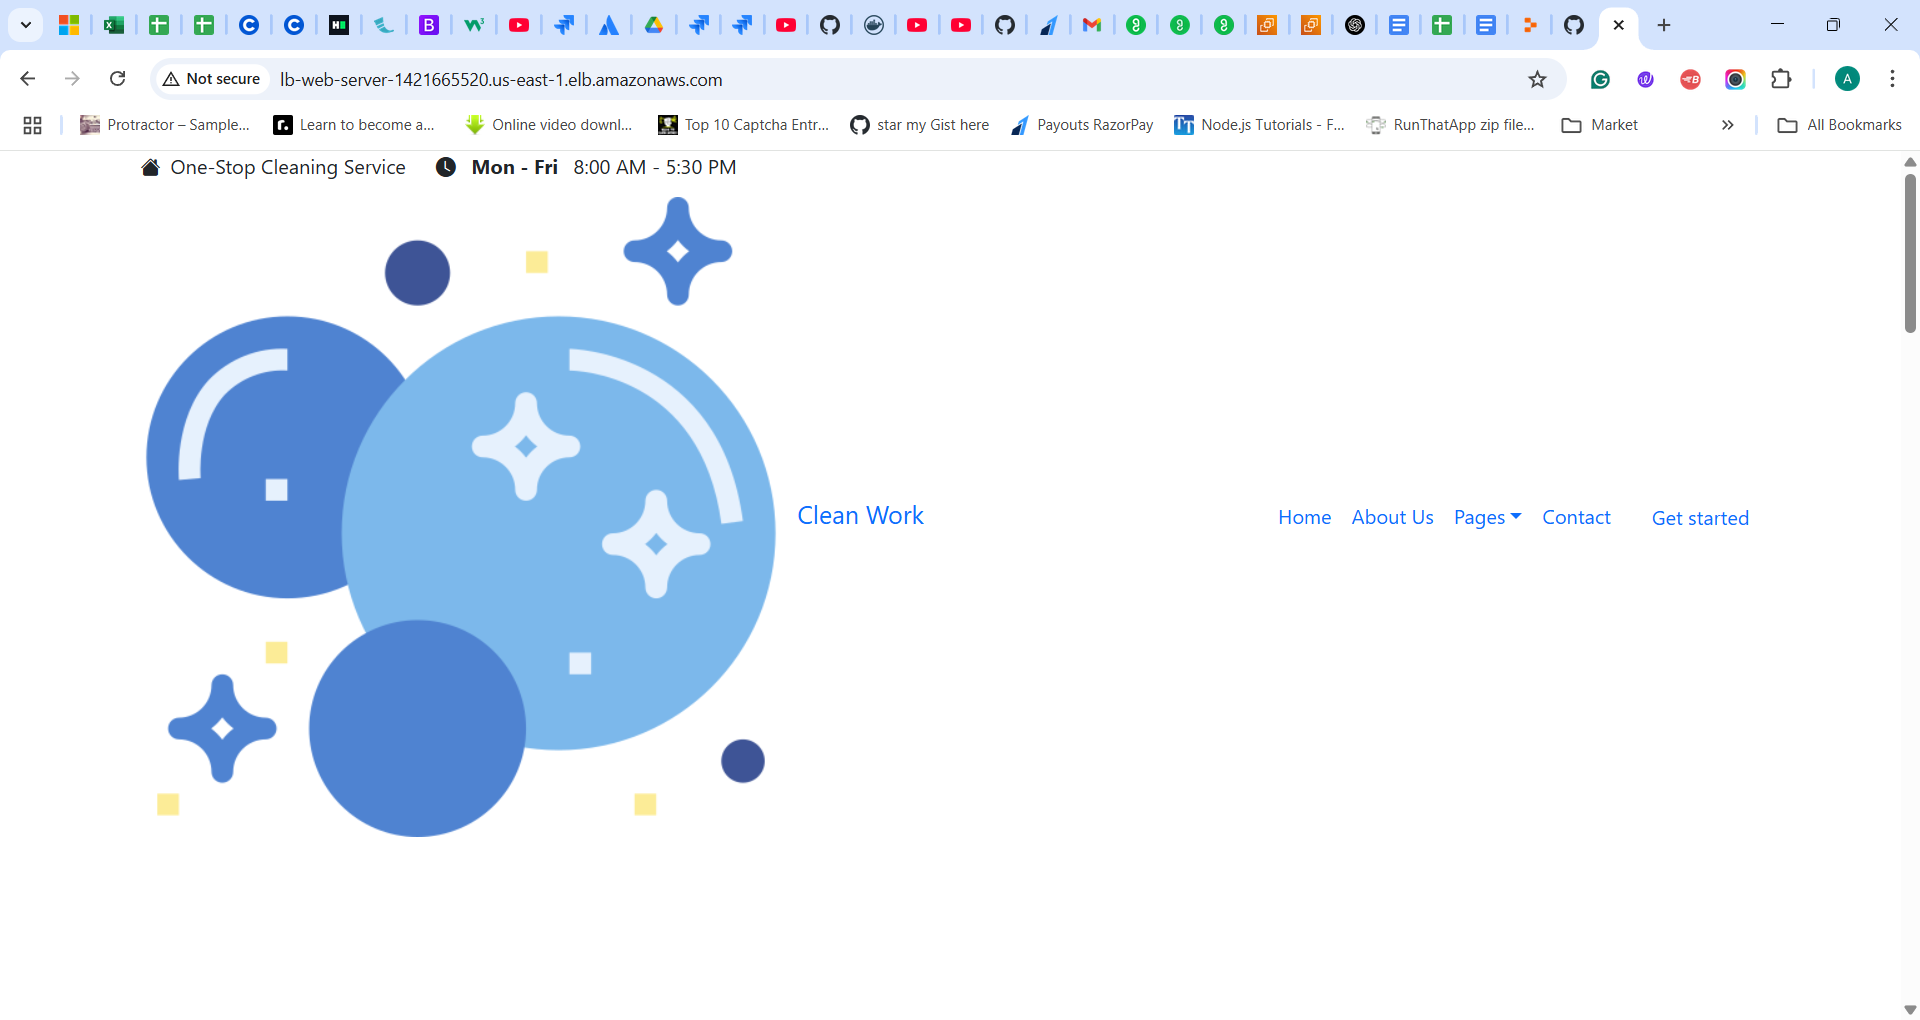 Not secure lb-web-server-1421665520.us-east-1.elb.amazonaws.com
A
Protractor – Sample... Learn to become a... Online video downl... Top 10 Captcha Entr... star my Gist here Payouts RazorPay Node.js Tutorials - F... RunThatApp zip file... Market All Bookmarks
One-Stop Cleaning Service Mon - Fri 8:00 AM - 5:30 PM
Clean Work Home About Us Pages Contact Get started